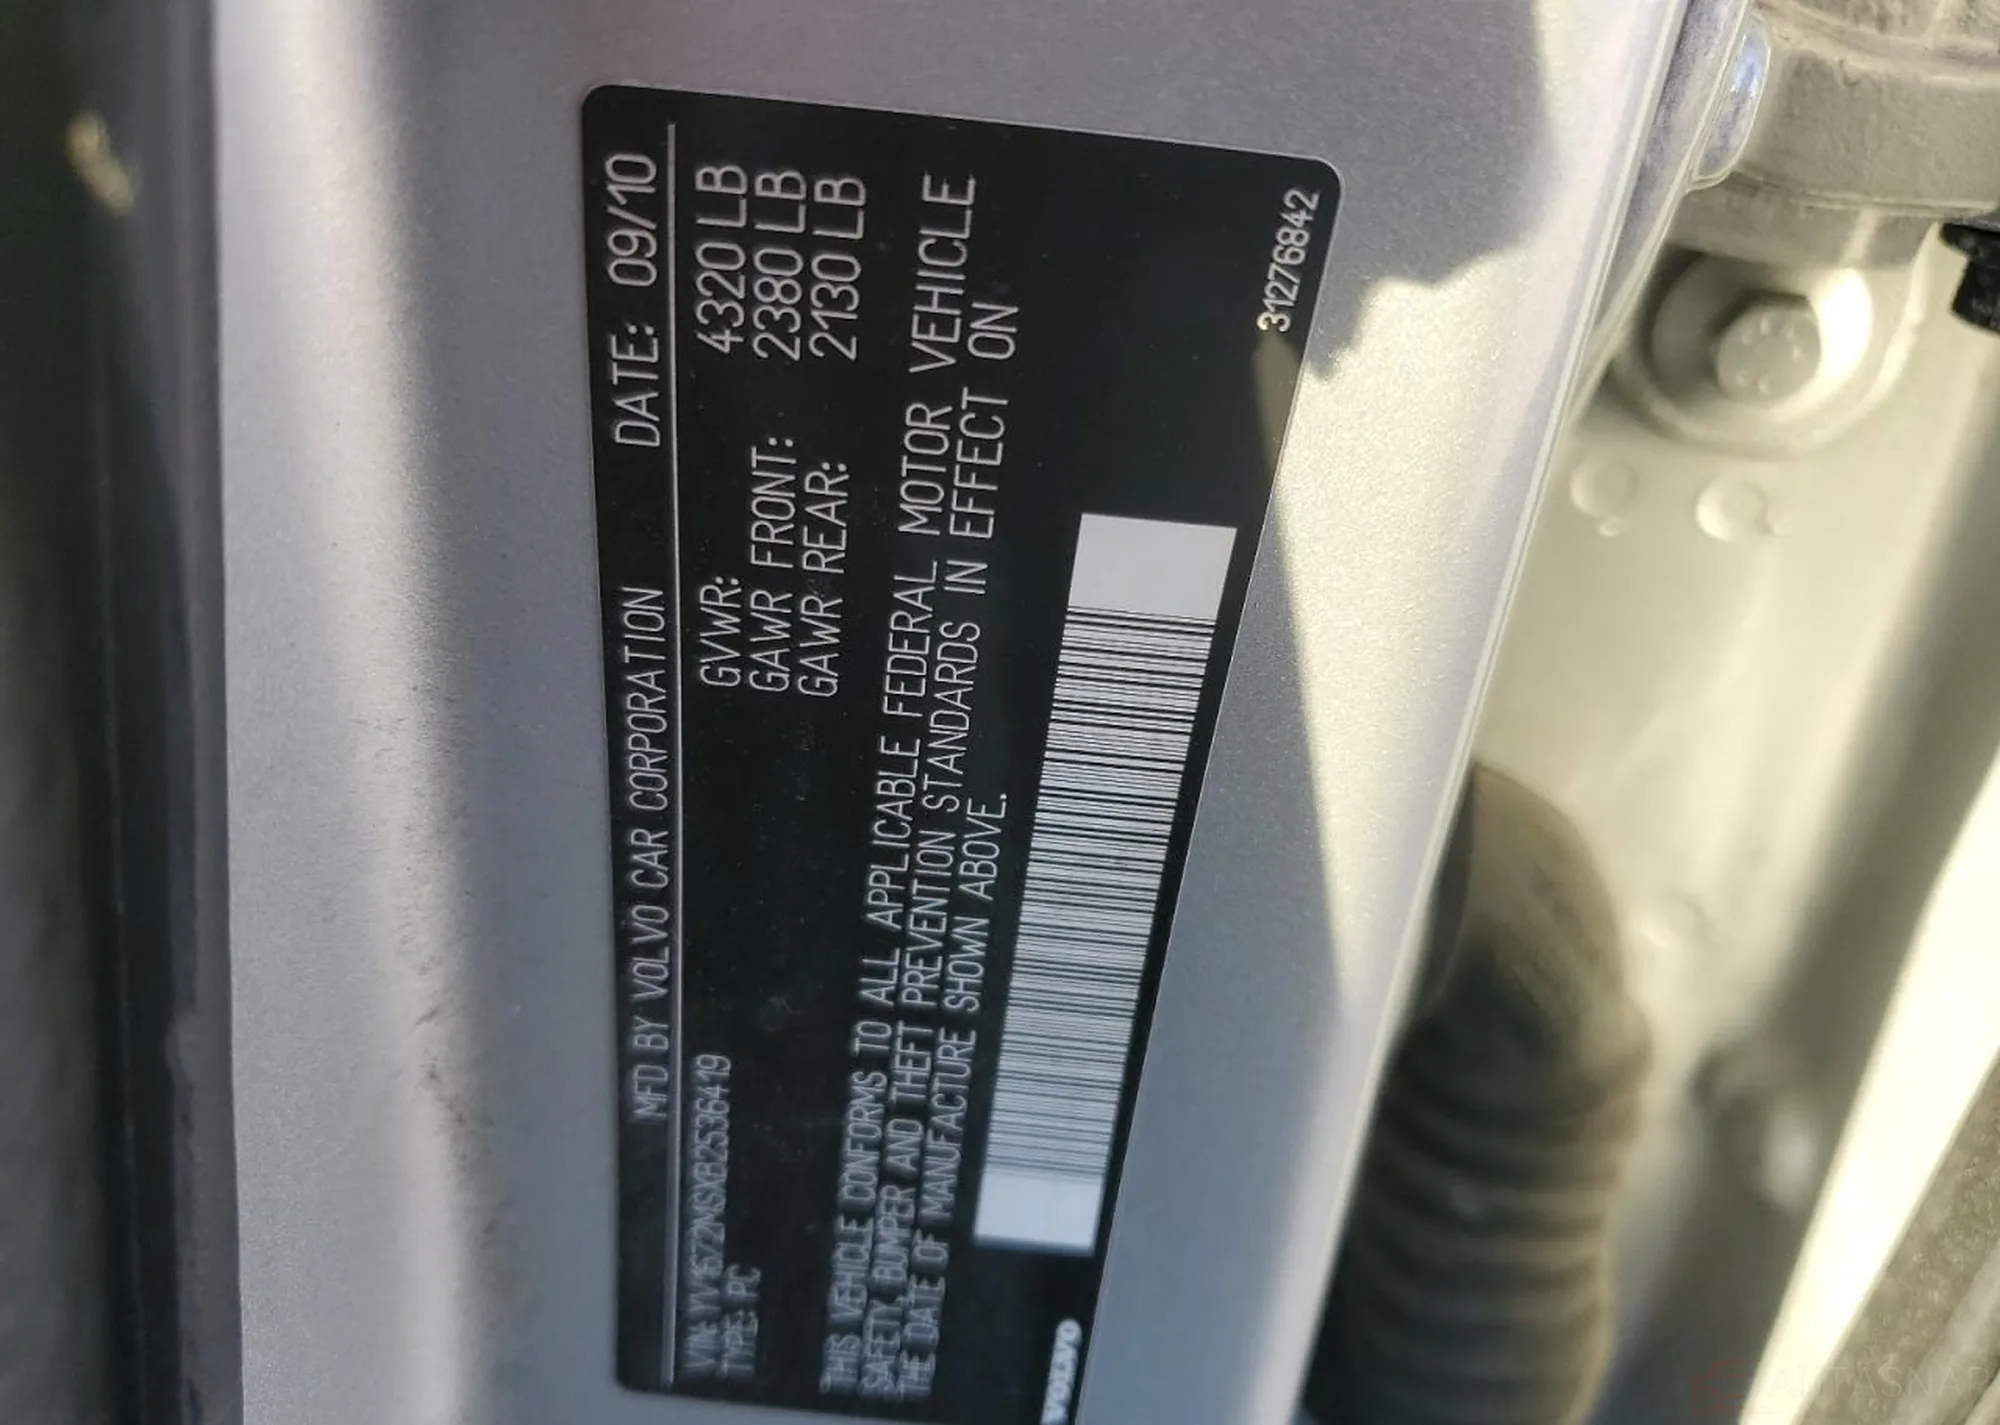 MFD BY VOLVO CAR CORPORATION DATE: 09/10
VIN: YV1672MSXB2536419 GVWR: 4320 LB
TYPE: PC GAWR FRONT: 2380 LB
GAWR REAR: 2130 LB
THIS VEHICLE CONFORMS TO ALL APPLICABLE FEDERAL MOTOR VEHICLE
SAFETY, BUMPER AND THEFT PREVENTION STANDARDS IN EFFECT ON
THE DATE OF MANUFACTURE SHOWN ABOVE.
VOLVO 31276842